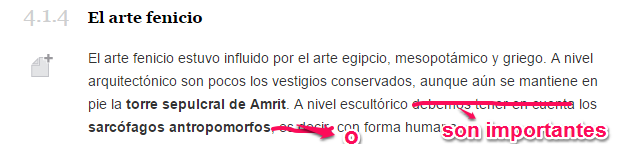 4.1.4 El arte fenicio
El arte fenicio estuvo influido por el arte egipcio, mesopotámico y griego. A nivel
arquitectónico son pocos los vestigios conservados, aunque aún se mantiene en
pie la torre sepulcral de Amrit. A nivel escultórico debemos tener en cuenta los
sarcófagos antropomorfos, es decir, con forma humana
son importantes
o